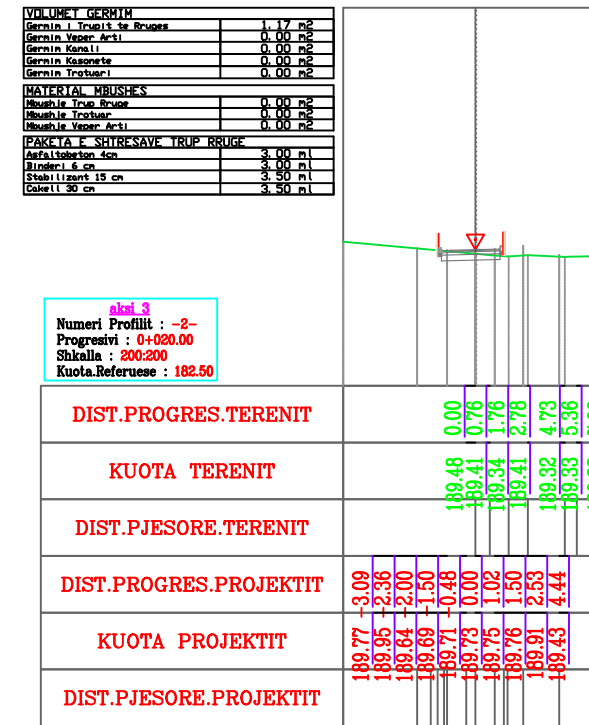 VOLUMET GERMIM
Germim i Trupit te Rruges 1.17 m2
Germim Veper Arti 0.00 m2
Germim Kanali 0.00 m2
Germim Kasonete 0.00 m2
Germim Trotuari 0.00 m2
MATERIAL MBUSHES
Mbushje Trup Rruge 0.00 m2
Mbushje Trotuar 0.00 m2
Mbushje Veper Arti 0.00 m2
PAKETA E SHTRESAVE TRUP RRUGE
Asfaltobeton 4cm 3.00 ml
Binderi 6 cm 3.00 ml
Stabilizant 15 cm 3.50 ml
Cakell 30 cm 3.50 ml
aksi 3
Numeri Profilit : -2-
Progresivi : 0+020.00
Shkalla : 200:200
Kuota.Referuese : 182.50
DIST.PROGRES.TERENIT 0.00 0.76 1.76 2.78 4.73 5.36
KUOTA TERENIT 189.48 189.41 189.34 189.41 189.32 189.33
DIST.PJESORE.TERENIT
DIST.PROGRES.PROJEKTIT -3.09 -2.36 -2.00 -1.50 -0.48 0.00 1.02 1.50 2.53 4.44
KUOTA PROJEKTIT 189.77 189.95 189.64 189.69 189.71 189.73 189.75 189.76 189.91 189.43
DIST.PJESORE.PROJEKTIT